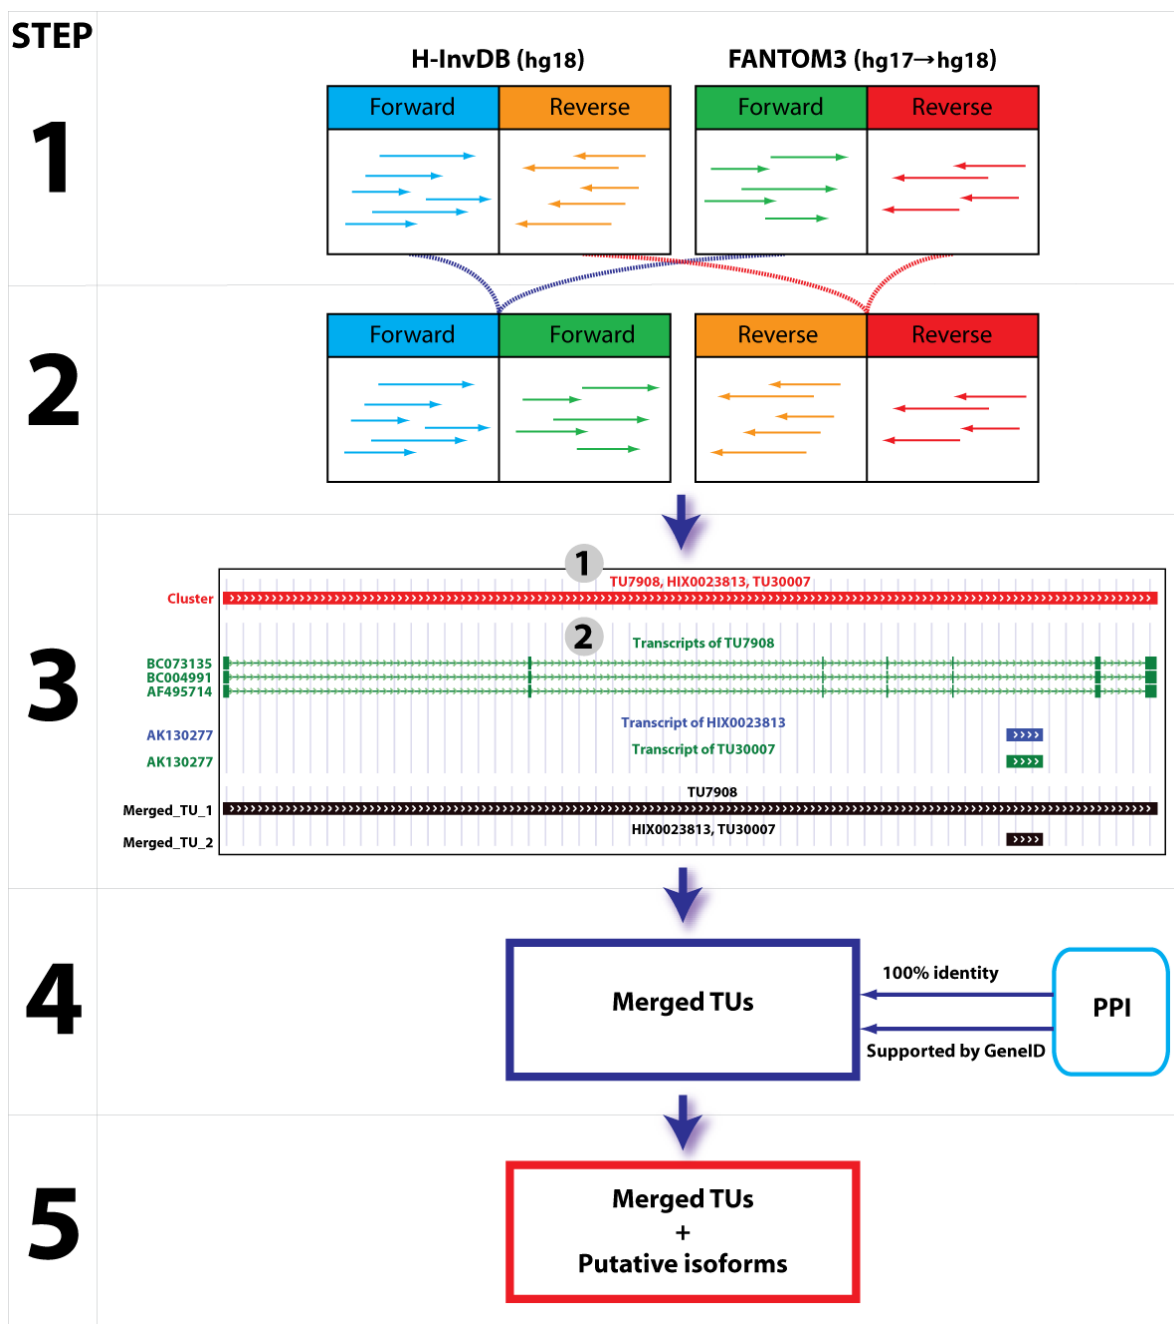 STEP
H-InvDB (hg18)
FANTOM3 (hg17→hg18)
1
Forward
Reverse
Forward
Reverse
2
Forward
Forward
Reverse
Reverse
3
1
TU7908, HIX0023813, TU30007
Cluster
2
Transcripts of TU7908
BC073135
BC004991
AF495714
Transcript of HIX0023813
AK130277
Transcript of TU30007
AK130277
TU7908
Merged_TU_1
HIX0023813, TU30007
Merged_TU_2
4
Merged TUs
100% identity
Supported by GeneID
PPI
5
Merged TUs
+
Putative isoforms